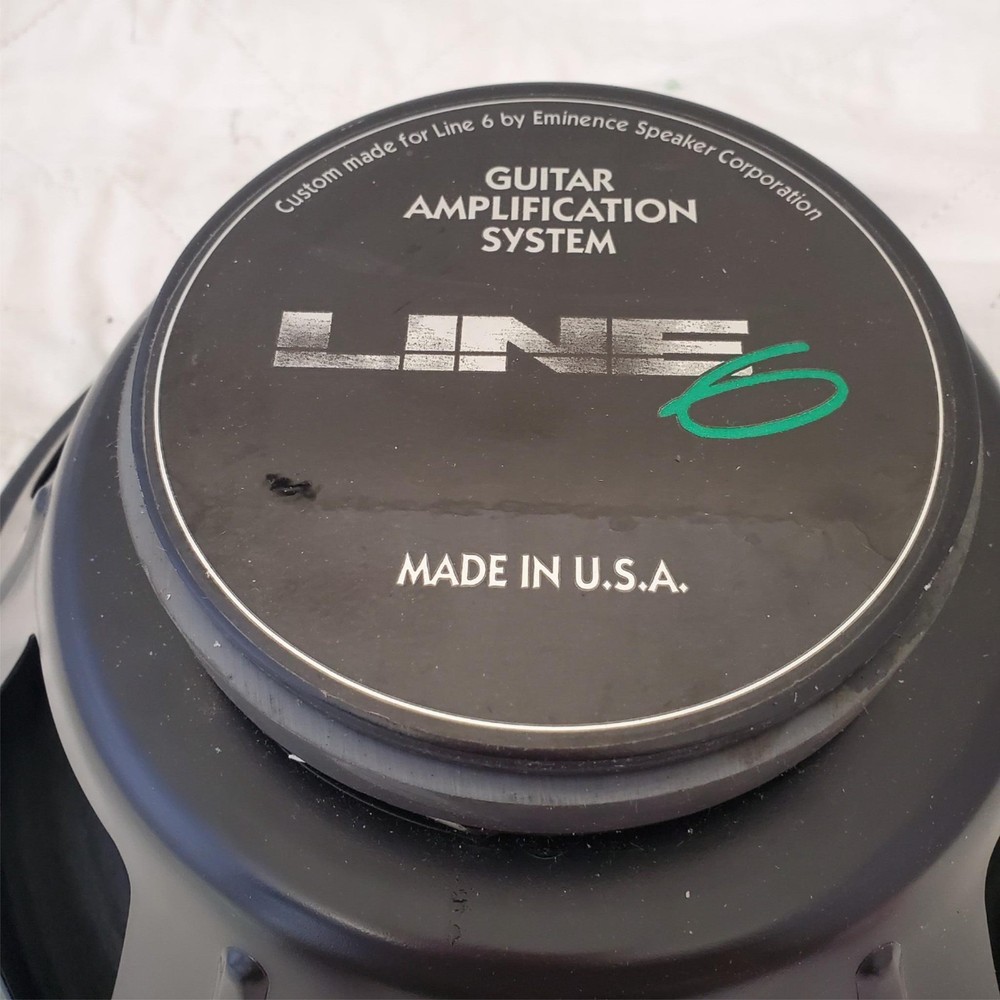 Custom made for Line 6 by Eminence Speaker Corporation
GUITAR
AMPLIFICATION
SYSTEM
LINE 6
MADE IN U.S.A.